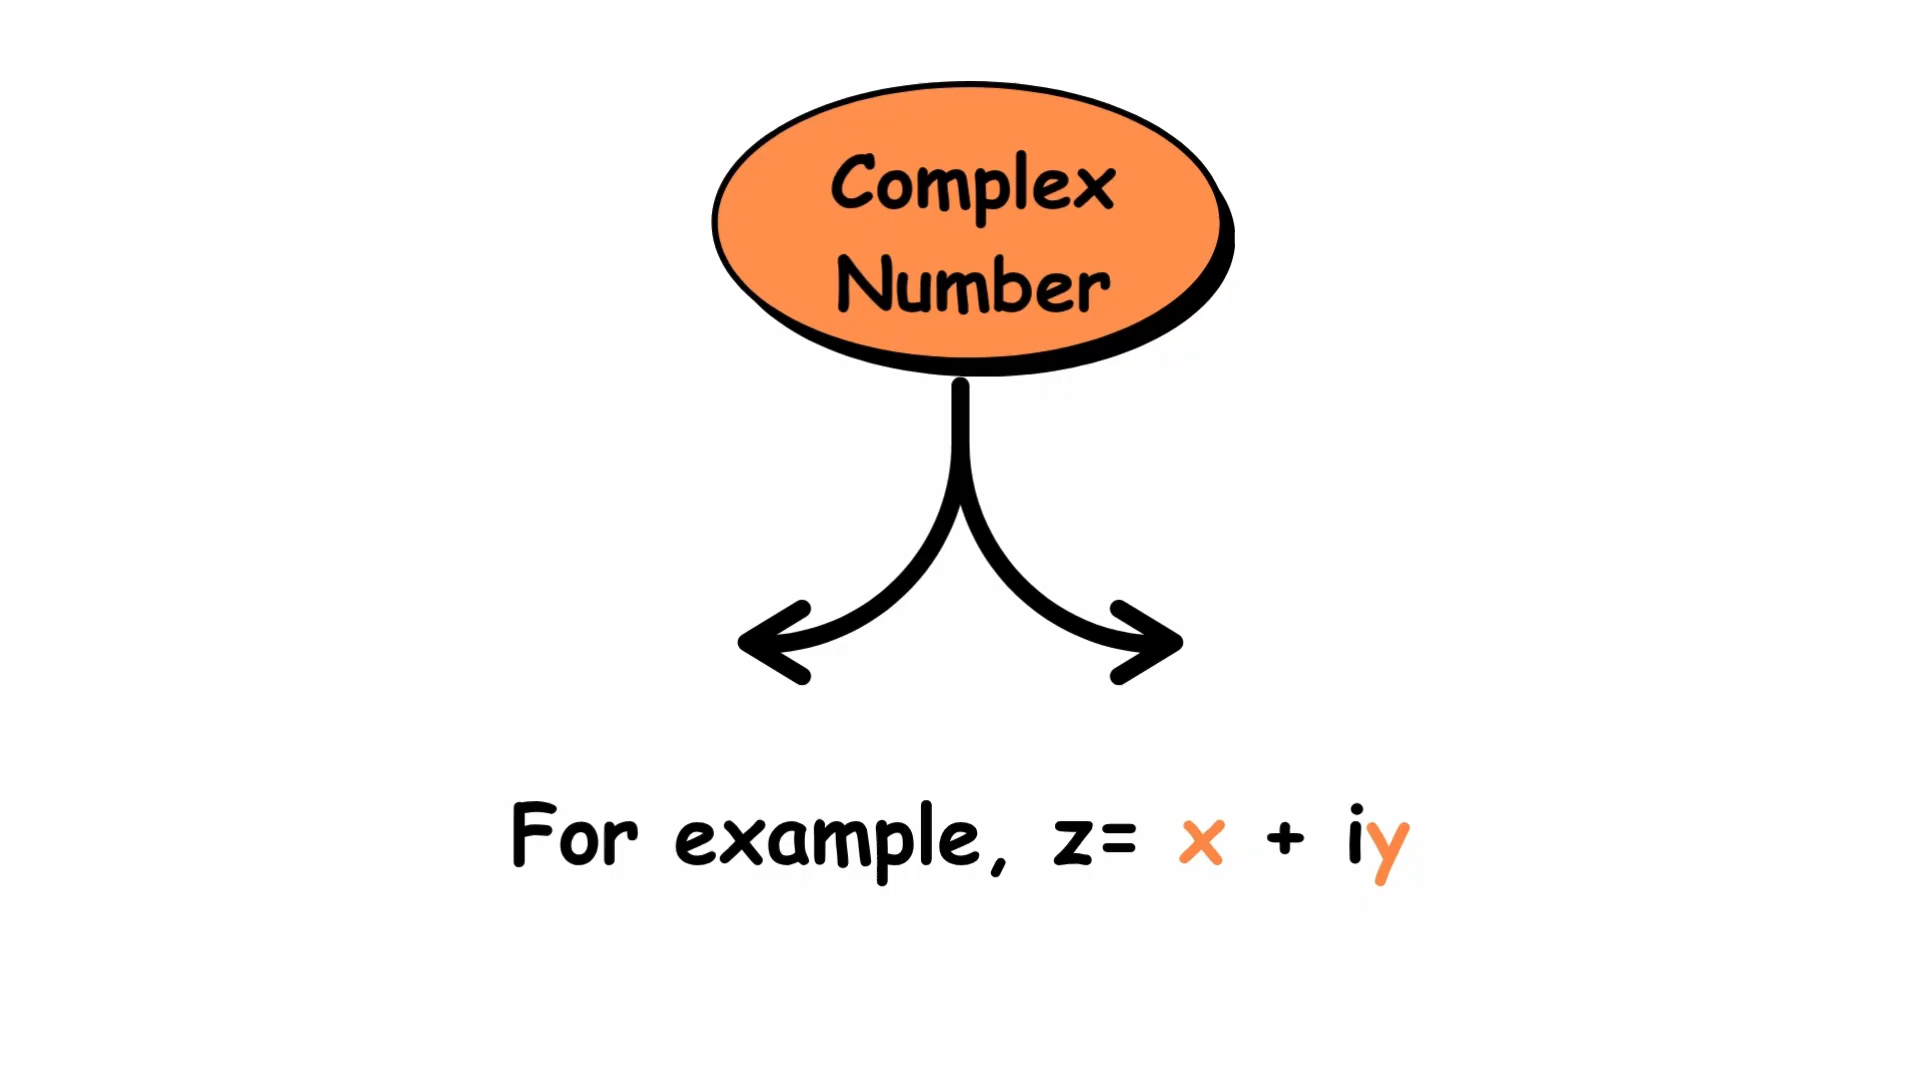 Complex
Number
For example, z= x + iy